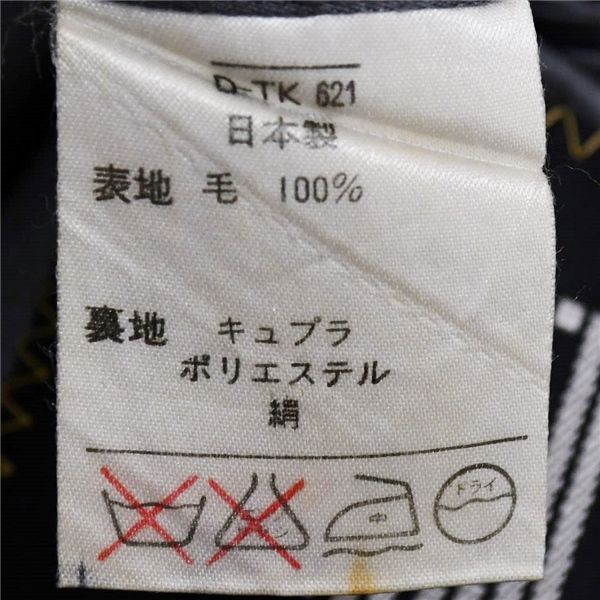 D-TK 621
日本製
表地 毛 100%
裏地 キュプラ
ポリエステル
絹
中 ドライ